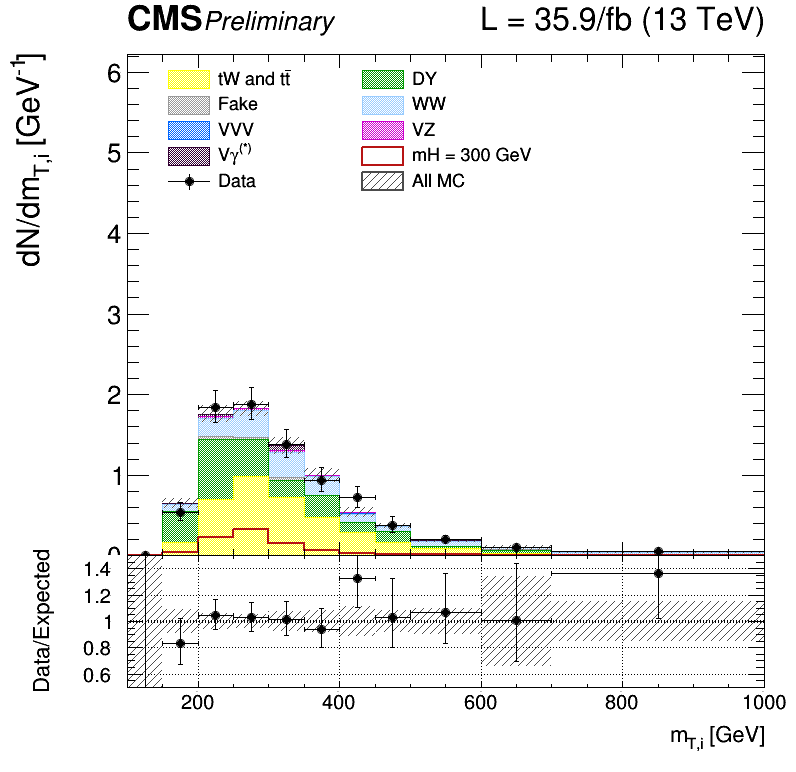 CMS Preliminary L = 35.9/fb (13 TeV)
dN/dm_{T,i} [GeV^{-1}]
6
5
4
3
2
1
0
tW and tt̄ DY
Fake WW
VVV VZ
Vγ^{(*)} mH = 300 GeV
Data All MC
Data/Expected
1.4
1.2
1
0.8
0.6
200 400 600 800 1000
m_{T,i} [GeV]